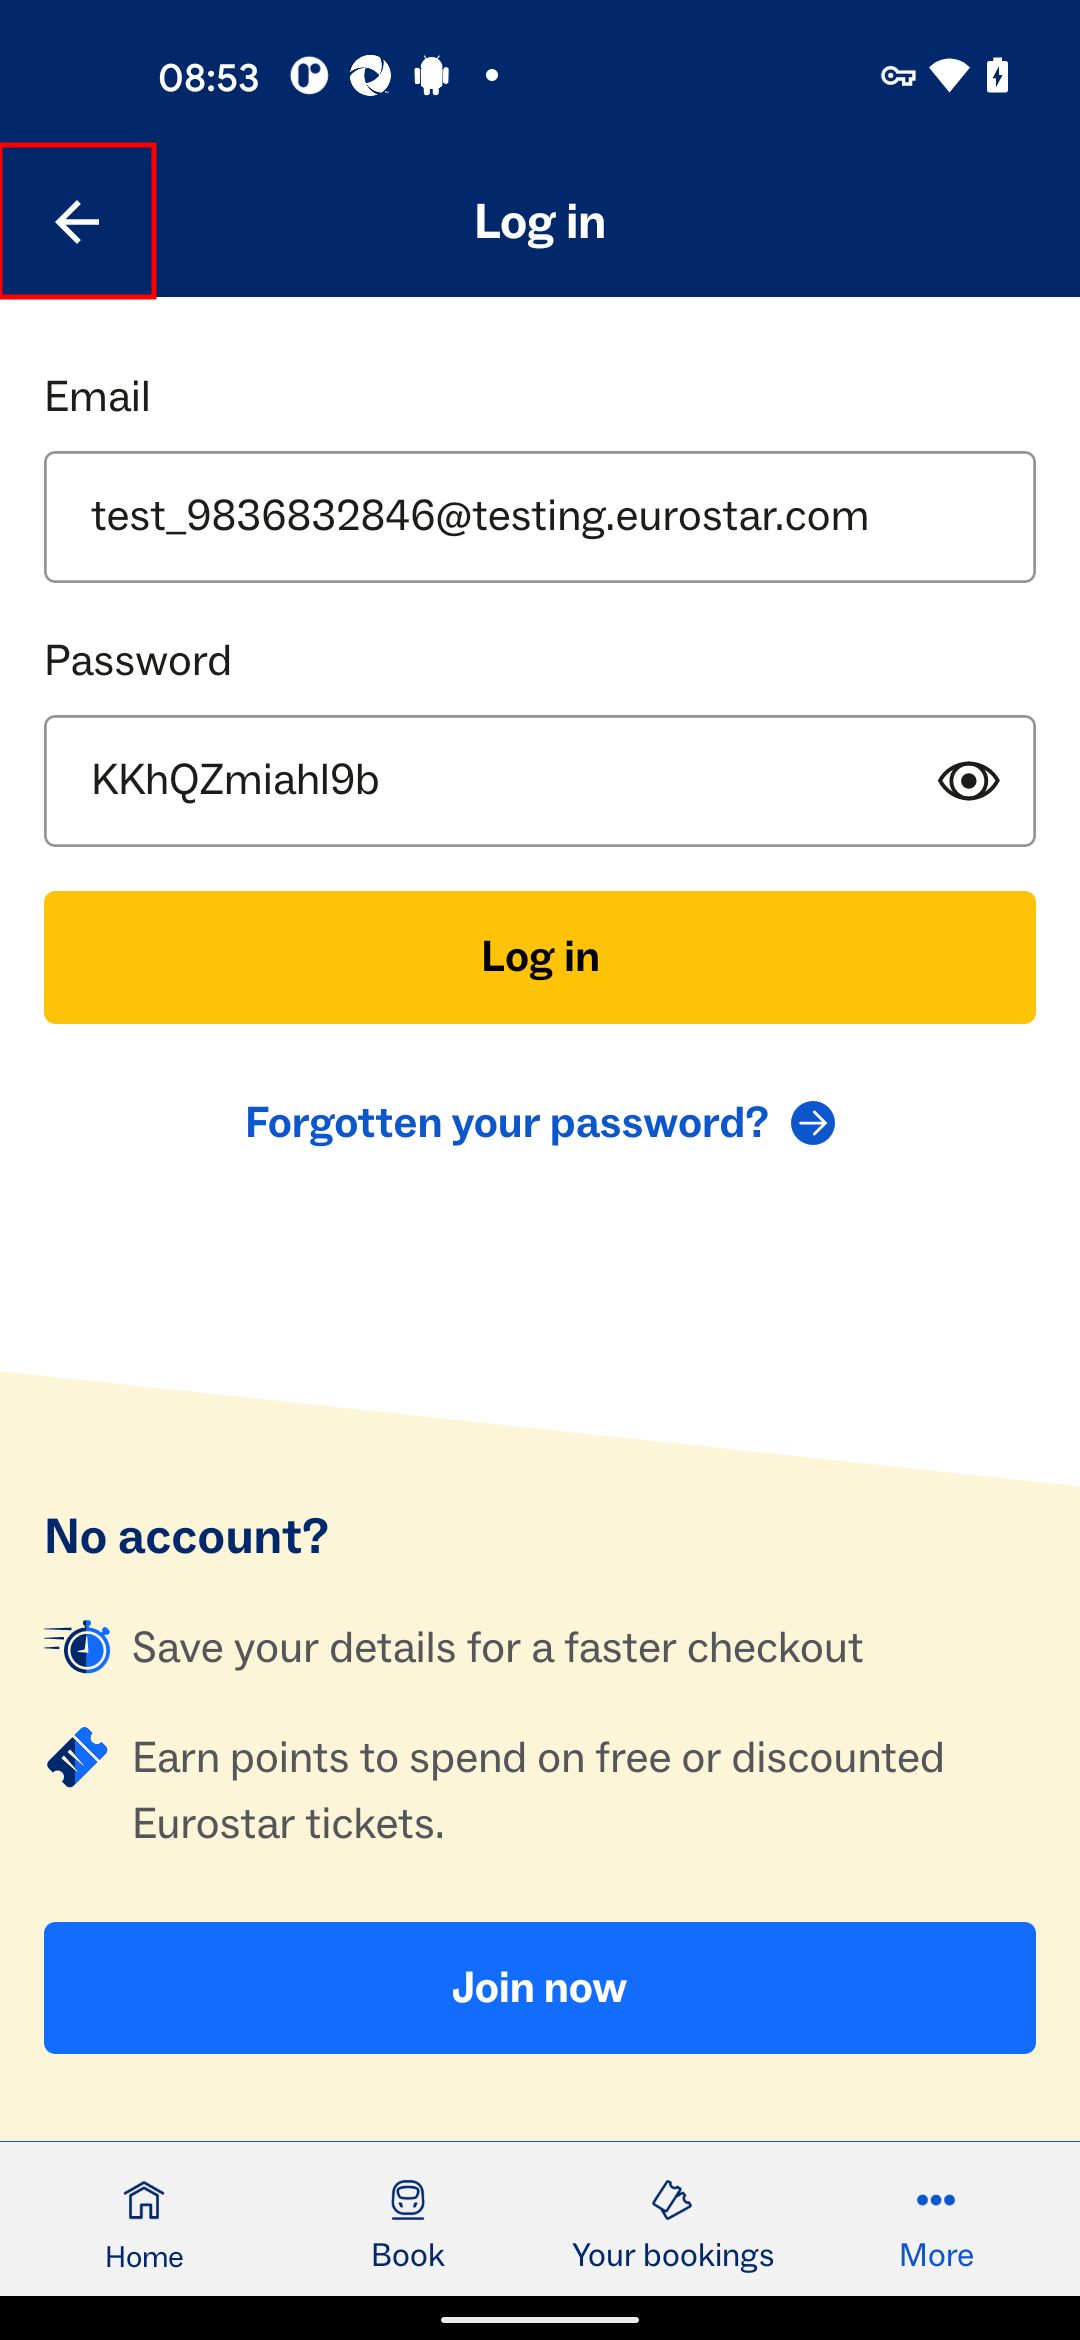 08:53
Log in
Email
test_9836832846@testing.eurostar.com
Password
KKhQZmiahl9b
Log in
Forgotten your password?
No account?
Save your details for a faster checkout
Earn points to spend on free or discounted
Eurostar tickets.
Join now
Home
Book
Your bookings
More